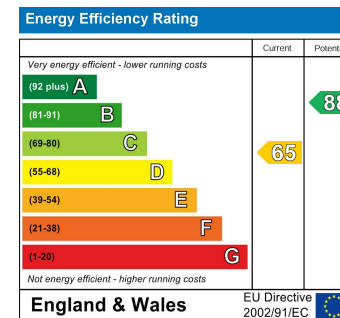 Energy Efficiency Rating
Current Potenti
Very energy efficient - lower running costs
(92 plus) A
(81-91) B
88
(69-80) C
65
(55-68) D
(39-54) E
(21-38) F
(1-20) G
Not energy efficient - higher running costs
England & Wales
EU Directive
2002/91/EC